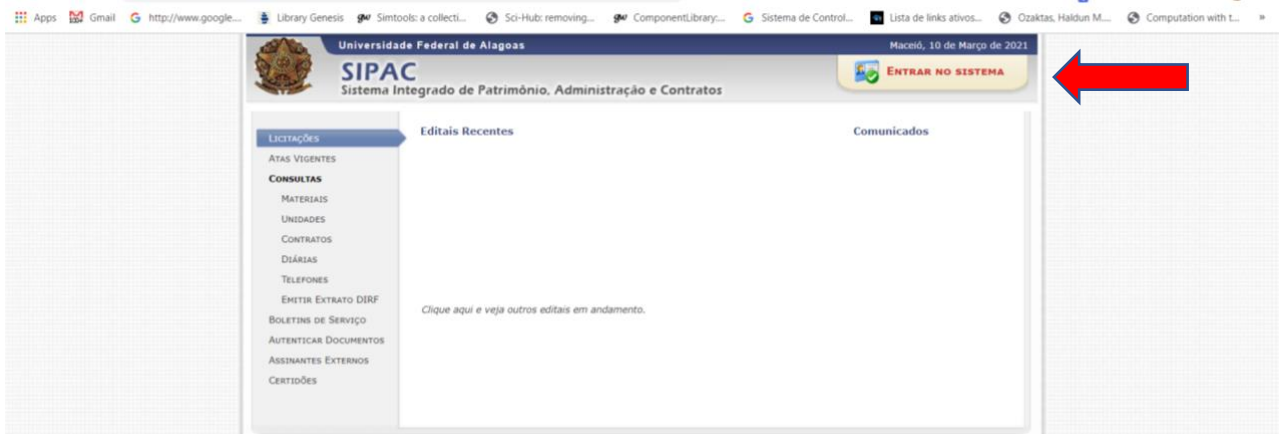 Apps Gmail http://www.google... Library Genesis Simtools: a collecti... Sci-Hub: removing... ComponentLibrary:... Sistema de Control... Lista de links ativos... Ozaktas, Haldun M.... Computation with t... »
Universidade Federal de Alagoas
Maceió, 10 de Março de 2021
SIPAC
Sistema Integrado de Patrimônio, Administração e Contratos
ENTRAR NO SISTEMA
LICITAÇÕES
ATAS VIGENTES
CONSULTAS
MATERIAIS
UNIDADES
CONTRATOS
DIÁRIAS
TELEFONES
EMITIR EXTRATO DIRF
BOLETINS DE SERVIÇO
AUTENTICAR DOCUMENTOS
ASSINANTES EXTERNOS
CERTIDÕES
Editais Recentes
Clique aqui e veja outros editais em andamento.
Comunicados